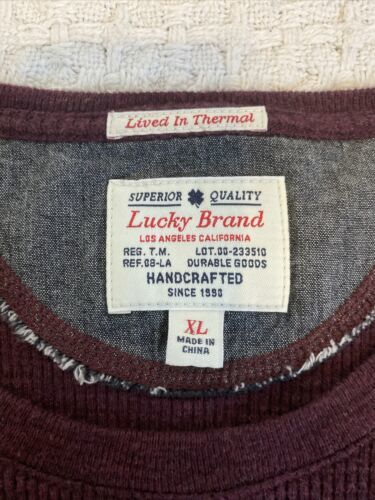 Lived In Thermal
SUPERIOR QUALITY
Lucky Brand
LOS ANGELES CALIFORNIA
REG. T.M. LOT.00-233510
REF.08-LA DURABLE GOODS
HANDCRAFTED
SINCE 1990
XL
MADE IN
CHINA